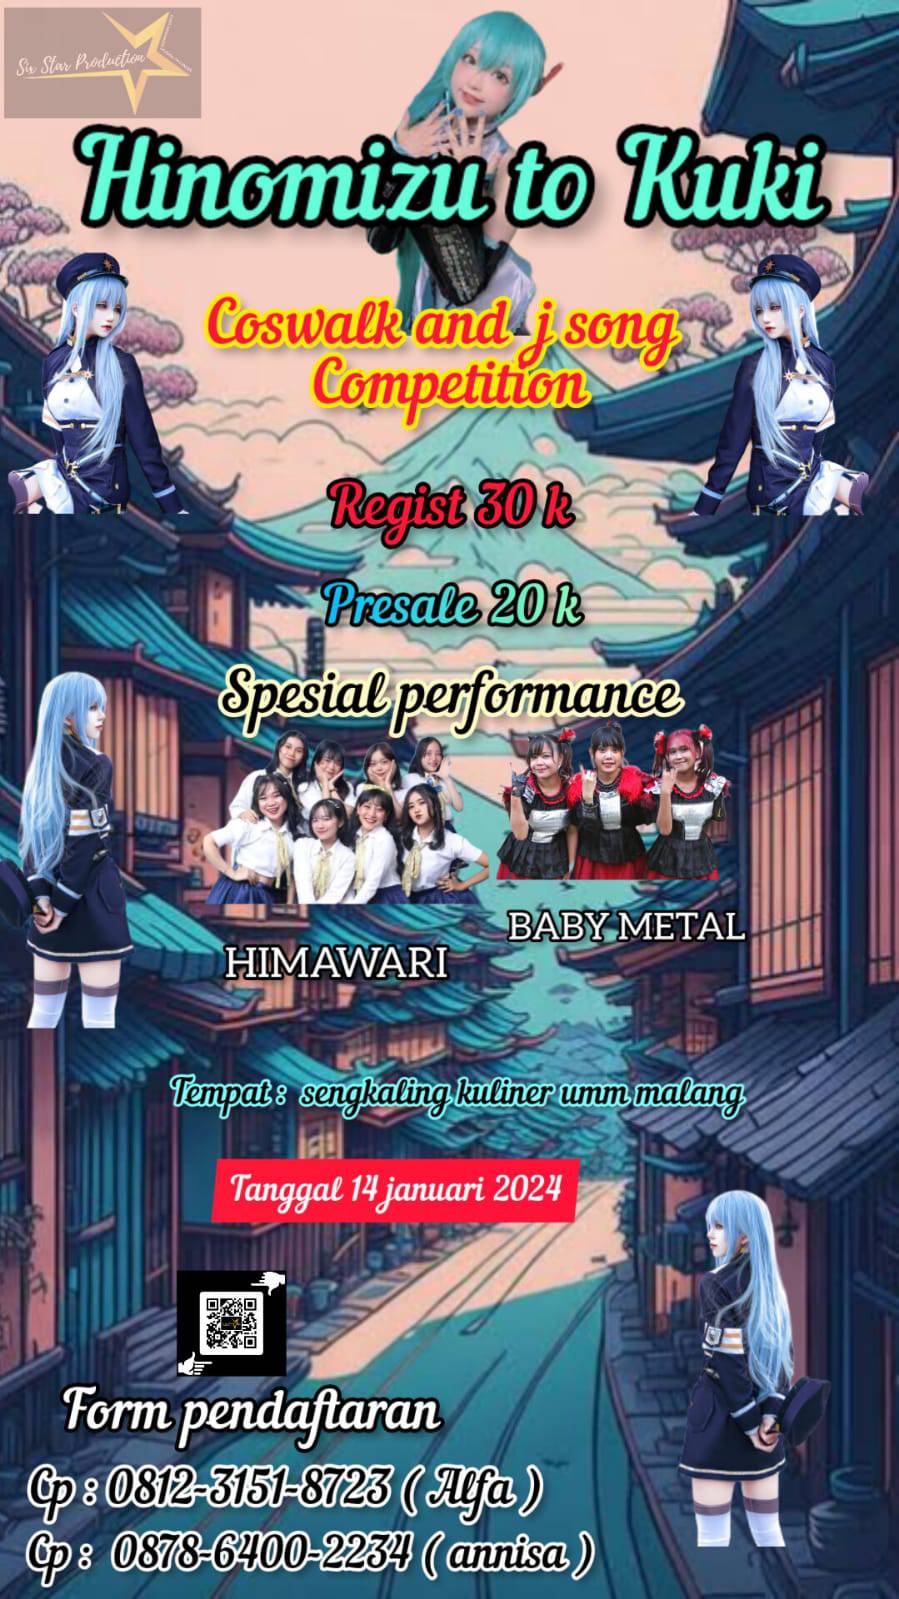 Six Star Production
Hinomizu to Kuki
Coswalk and j song
Competition
Regist 30 k
Presale 20 k
Spesial performance
HIMAWARI
BABY METAL
Tempat : sengkaling kuliner umm malang
Tanggal 14 januari 2024
Form pendaftaran
Cp : 0812-3151-8723 ( Alfa )
Cp : 0878-6400-2234 ( annisa )